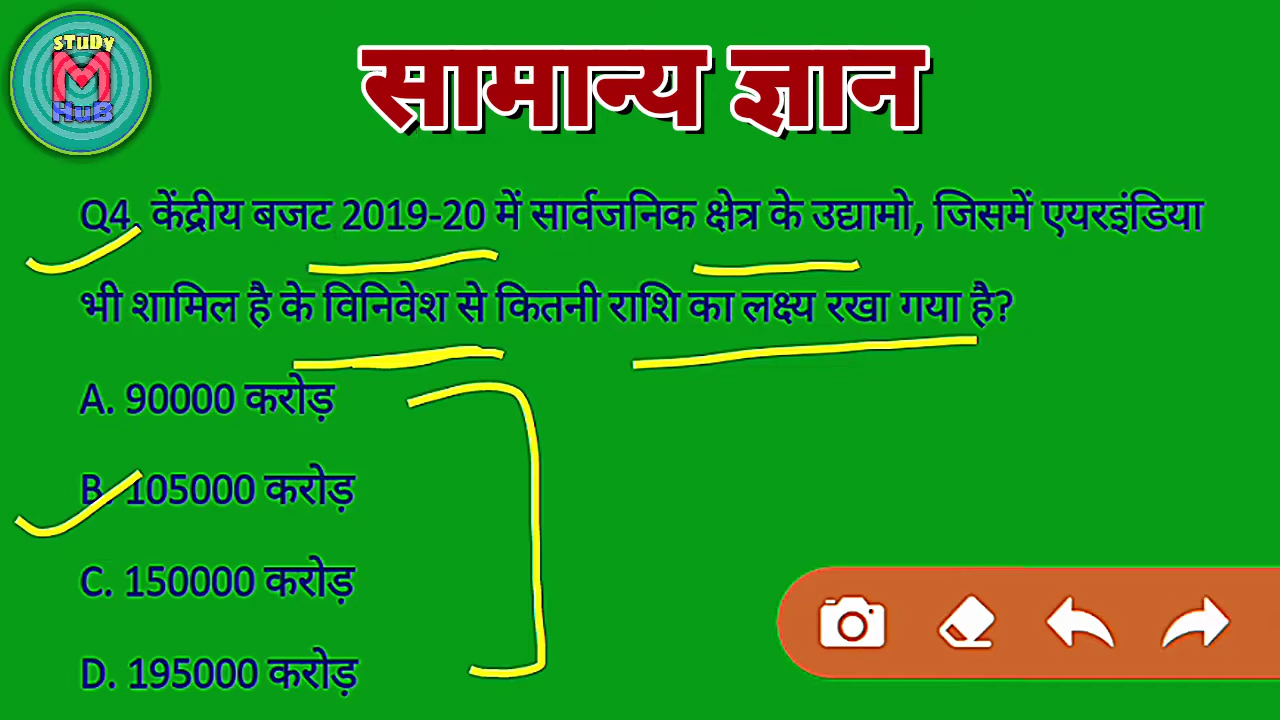 STUDY
M
HUB
सामान्य ज्ञान
Q4. केंद्रीय बजट 2019-20 में सार्वजनिक क्षेत्र के उद्यामो, जिसमें एयरइंडिया
भी शामिल है के विनिवेश से कितनी राशि का लक्ष्य रखा गया है?
A. 90000 करोड़
B. 105000 करोड़
C. 150000 करोड़
D. 195000 करोड़